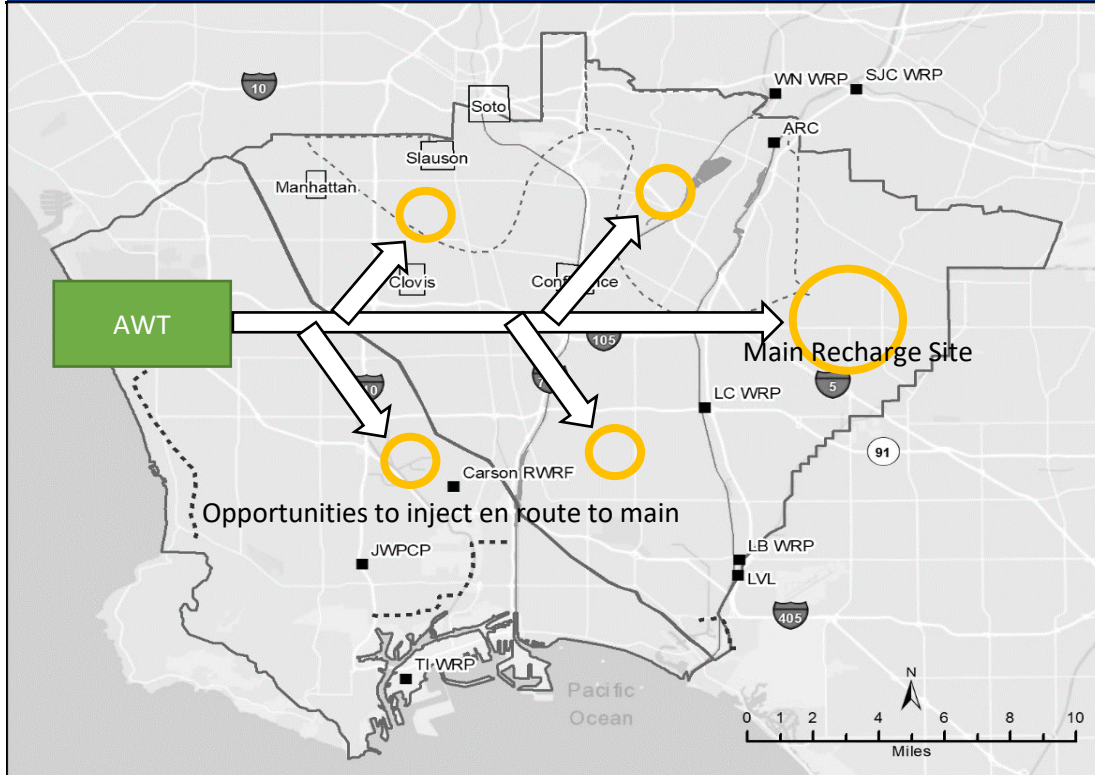 WN WRP
SJC WRP
10
Soto
ARC
Slauson
Manhattan
Clovis
AWT
105
Main Recharge Site
5
LC WRP
91
Carson RWRF
Opportunities to inject en route to main
JWPCP
LB WRP
LVL
405
TI WRP
Pacific
Ocean
N
0 2 4 6 8 10
Miles